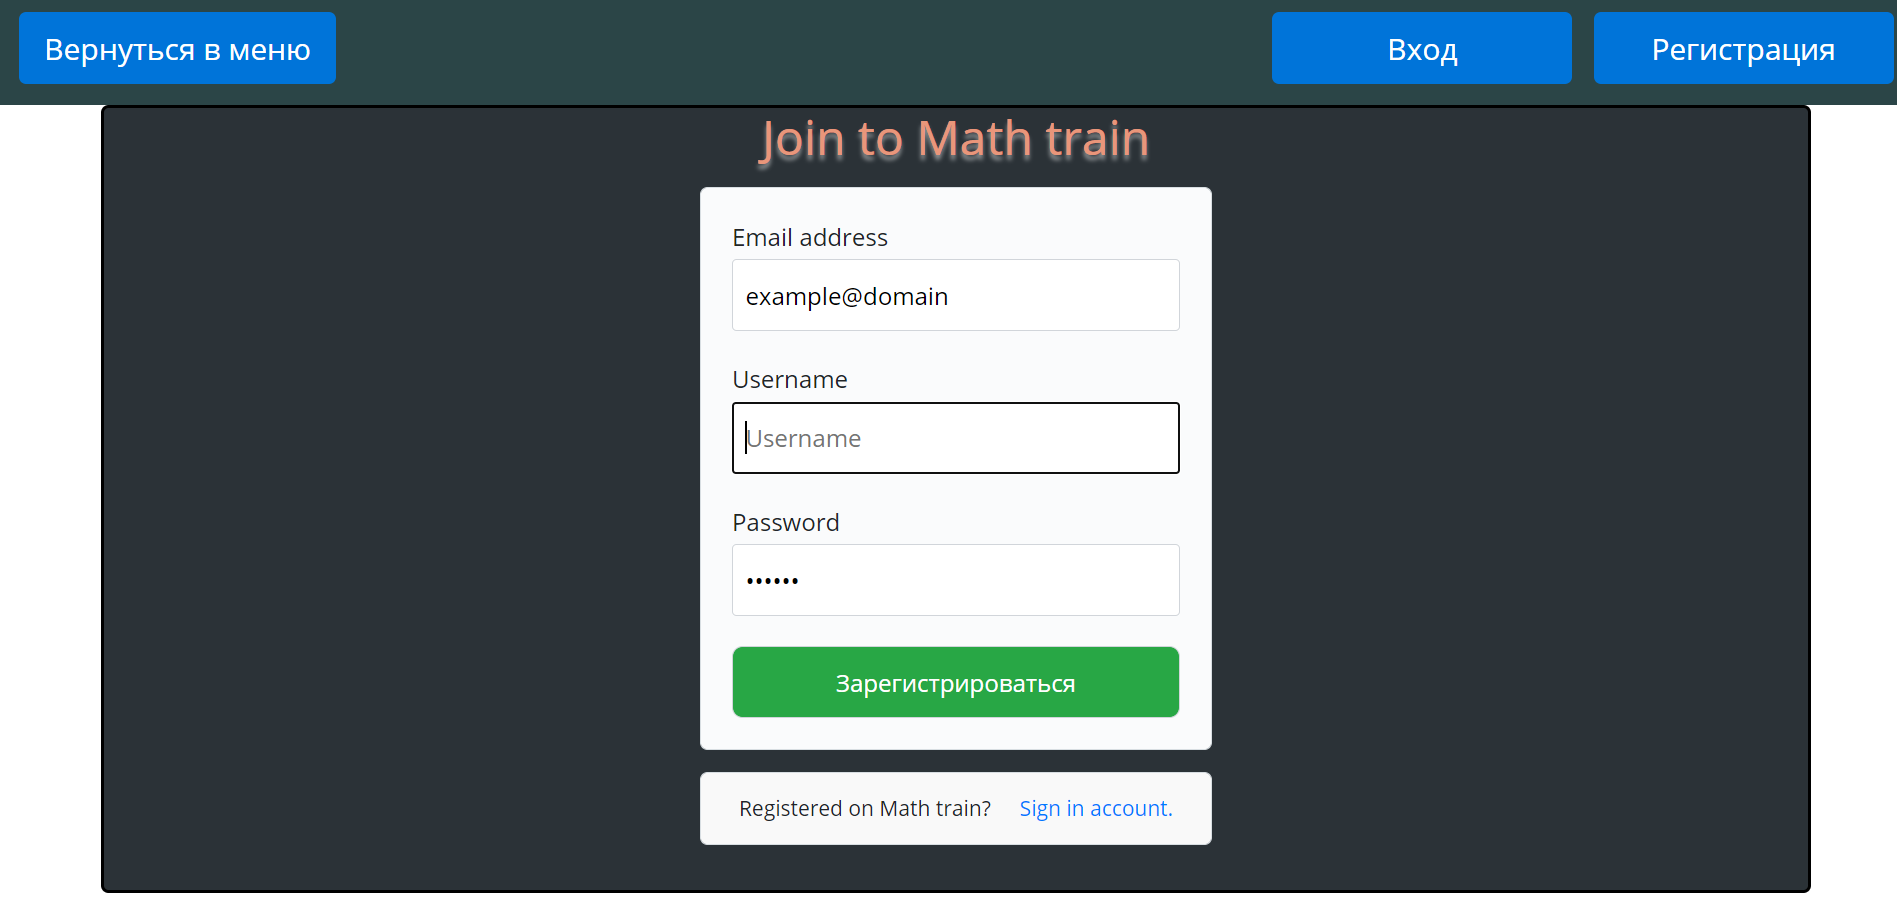 Вернуться в меню
Вход
Регистрация
Join to Math train
Email address
example@domain
Username
Username
Password
••••••
Зарегистрироваться
Registered on Math train? Sign in account.